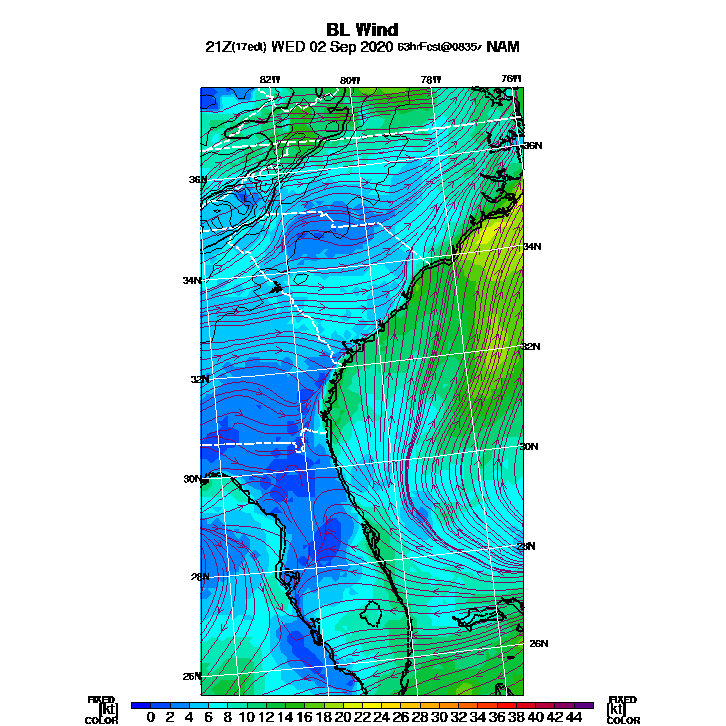 BL Wind
21Z(17edt) WED 02 Sep 2020 63hrFcst@0835z NAM
82W 80W 78W 76W
36N
36N
34N
34N
32N
32N
30N
30N
28N
28N
26N
26N
FIXED FIXED
[kt] 0 2 4 6 8 10 12 14 16 18 20 22 24 26 28 30 32 34 36 38 40 42 44 [kt]
COLOR COLOR